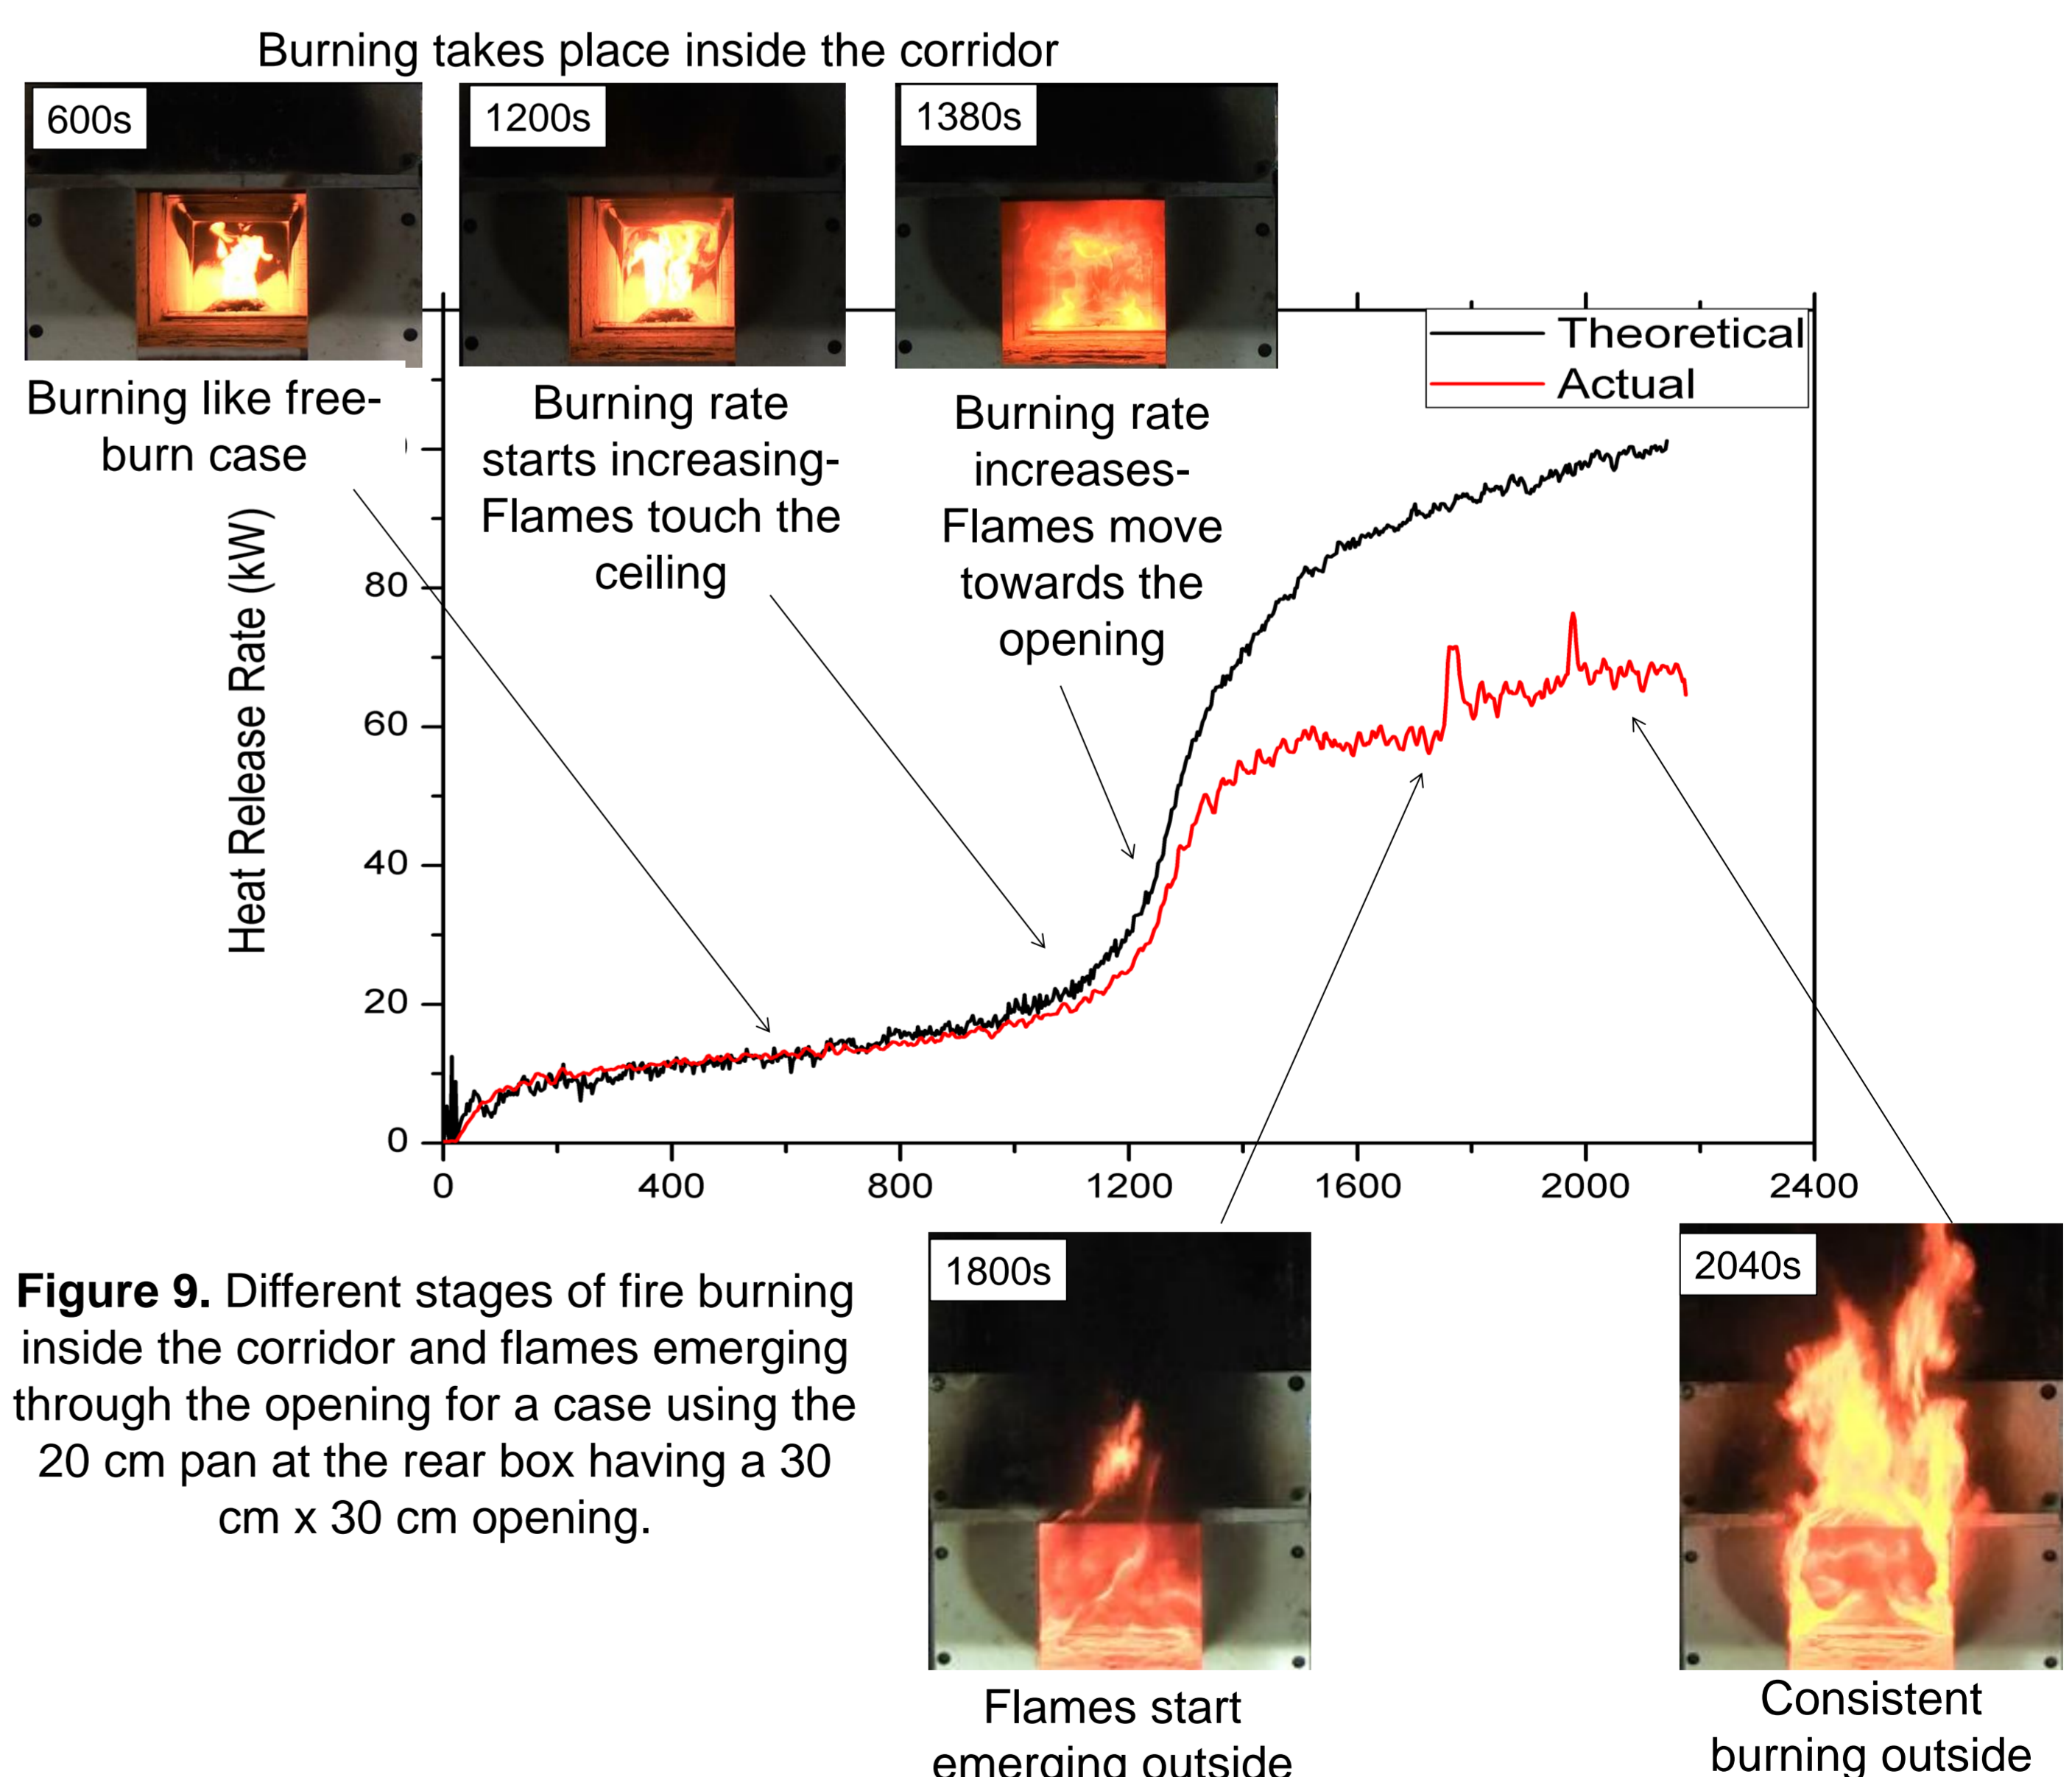 Burning takes place inside the corridor
600s
1200s
1380s
Burning like free-
burn case
Burning rate
starts increasing-
Flames touch the
ceiling
Burning rate
increases-
Flames move
towards the
opening
Theoretical
Actual
Heat Release Rate (kW)
80
60
40
20
0
0 400 800 1200 1600 2000 2400
1800s
2040s
Figure 9. Different stages of fire burning
inside the corridor and flames emerging
through the opening for a case using the
20 cm pan at the rear box having a 30
cm x 30 cm opening.
Flames start
emerging outside
Consistent
burning outside